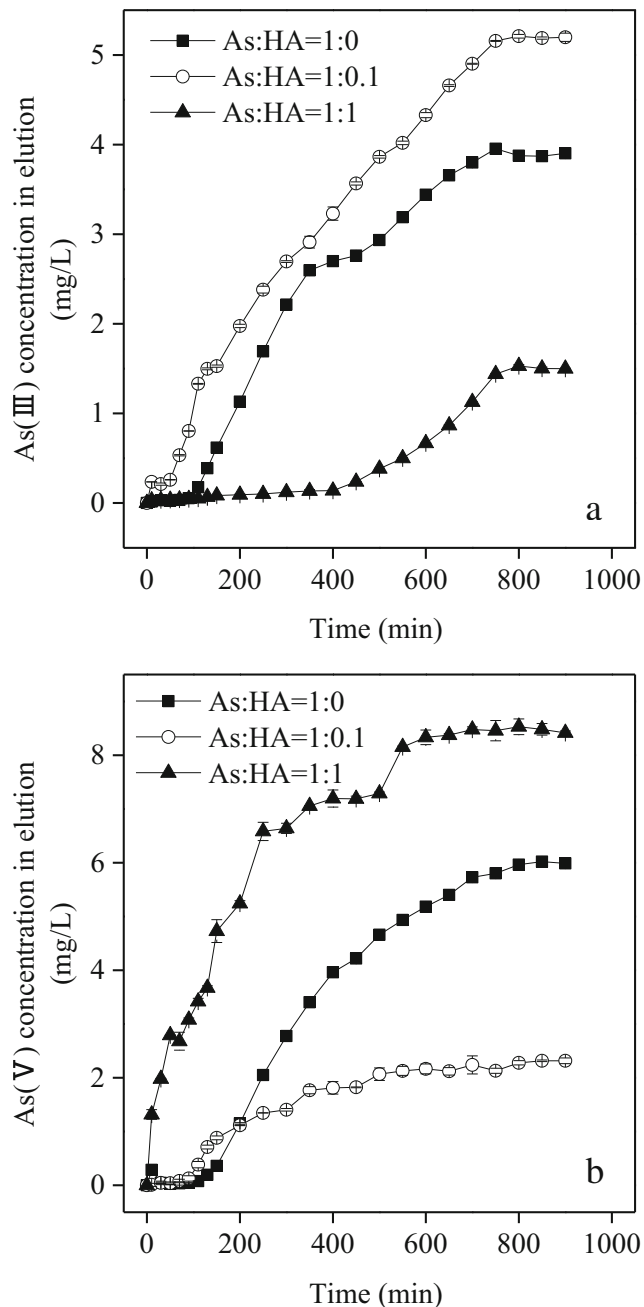 As:HA=1:0
As:HA=1:0.1
As:HA=1:1
As(Ⅲ) concentration in elution
(mg/L)
5
4
3
2
1
0
a
0 200 400 600 800 1000
Time (min)
As:HA=1:0
As:HA=1:0.1
As:HA=1:1
As(Ⅴ) concentration in elution
(mg/L)
8
6
4
2
0
b
0 200 400 600 800 1000
Time (min)